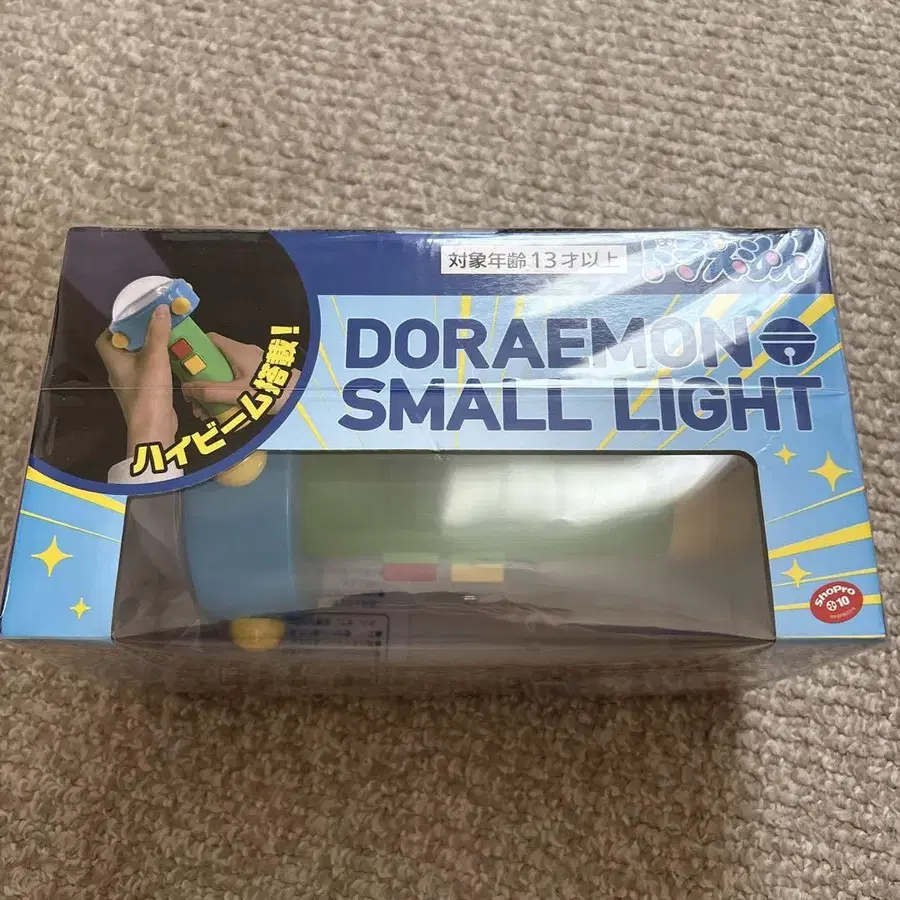 対象年齢13才以上
ドラえもん
DORAEMON
SMALL LIGHT
ハイビーム搭載!
ShoPro
10